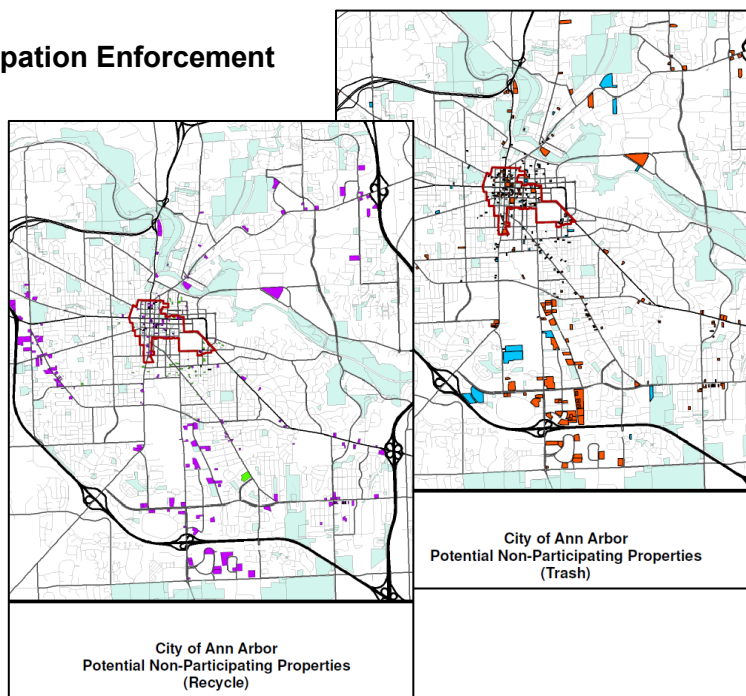 pation Enforcement
City of Ann Arbor
Potential Non-Participating Properties
(Trash)
City of Ann Arbor
Potential Non-Participating Properties
(Recycle)